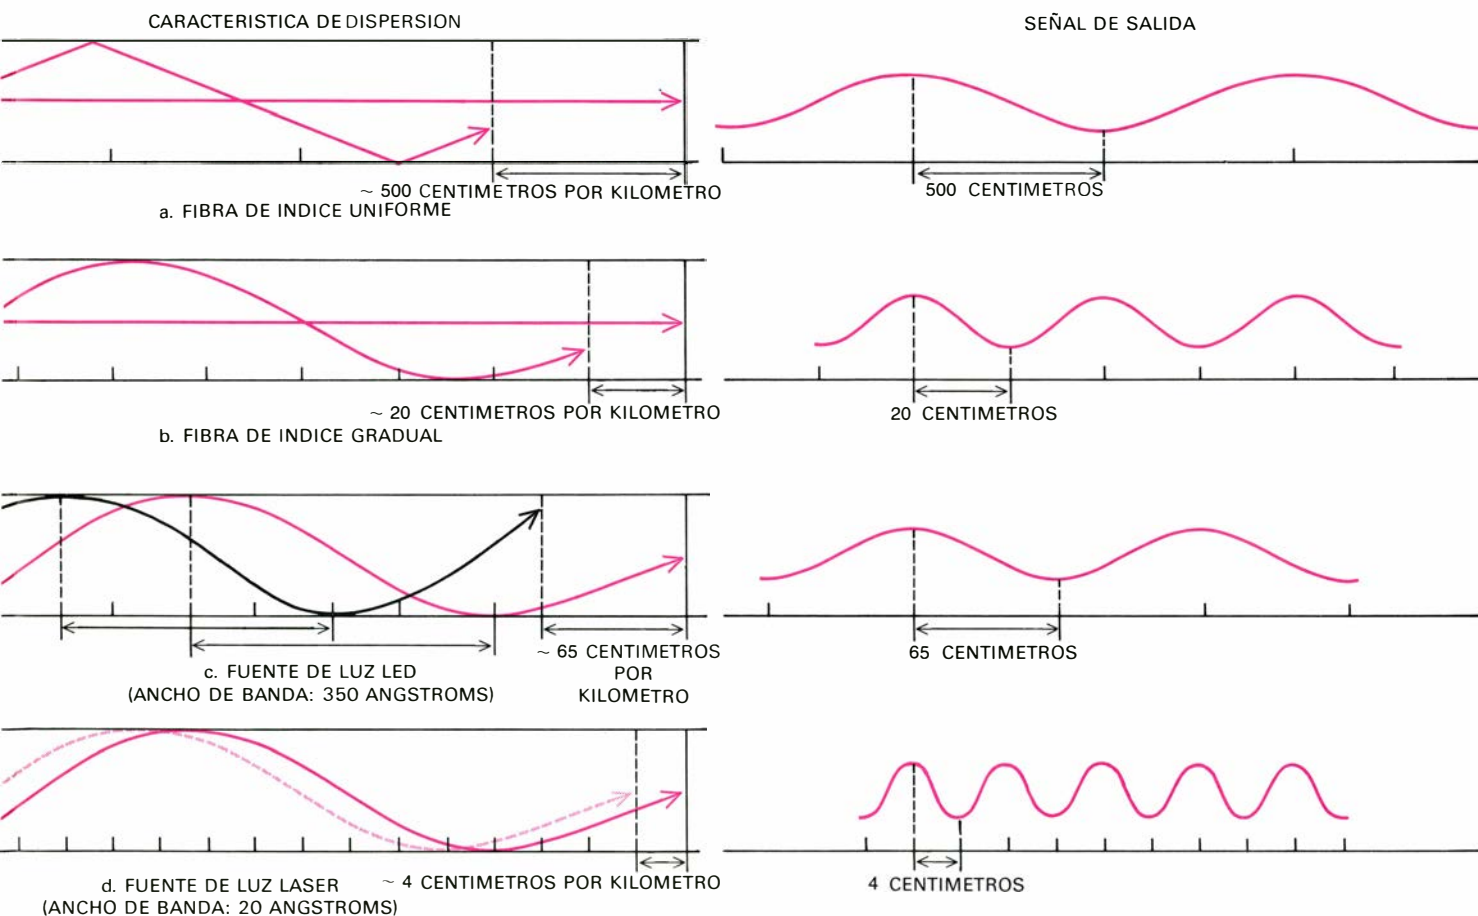 CARACTERISTICA DE DISPERSION
SEÑAL DE SALIDA
~ 500 CENTIMETROS POR KILOMETRO
500 CENTIMETROS
a. FIBRA DE INDICE UNIFORME
~ 20 CENTIMETROS POR KILOMETRO
20 CENTIMETROS
b. FIBRA DE INDICE GRADUAL
~ 65 CENTIMETROS
POR
KILOMETRO
65 CENTIMETROS
c. FUENTE DE LUZ LED
(ANCHO DE BANDA: 350 ANGSTROMS)
~ 4 CENTIMETROS POR KILOMETRO
4 CENTIMETROS
d. FUENTE DE LUZ LASER
(ANCHO DE BANDA: 20 ANGSTROMS)